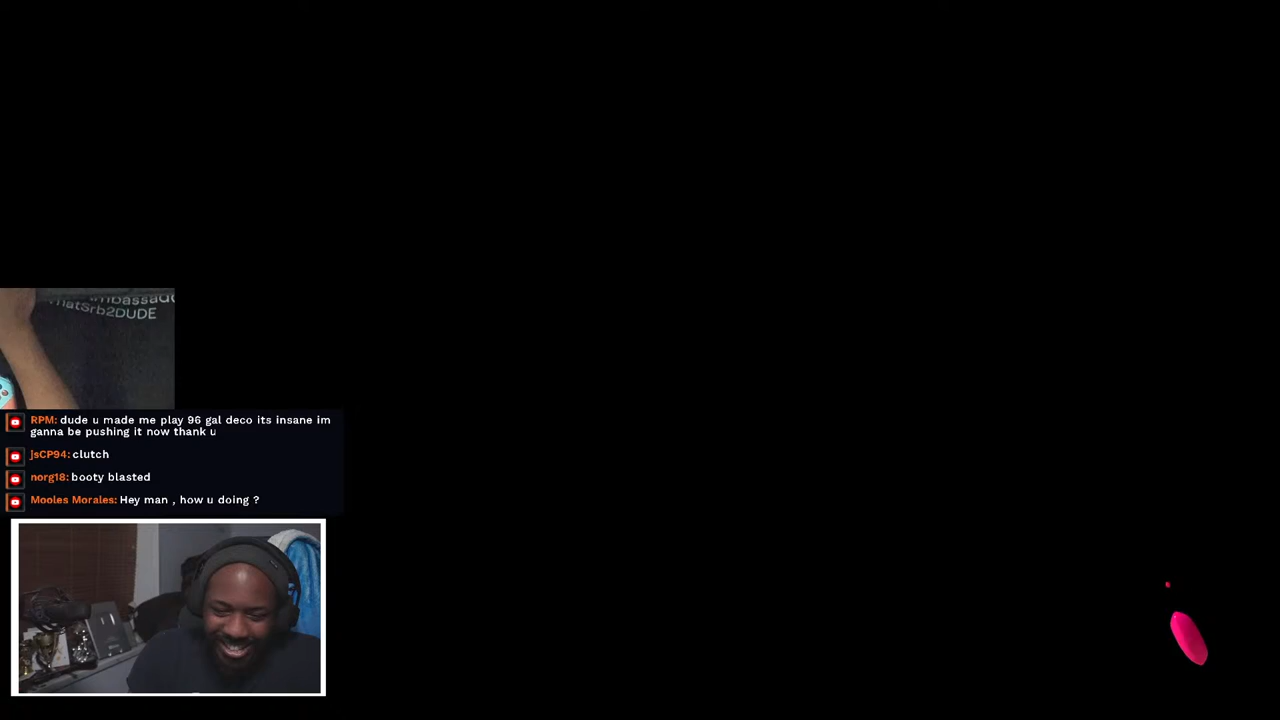 ThatSrb2DUDE
RPM: dude u made me play 96 gal deco its insane im
ganna be pushing it now thank u
jsCP94: clutch
norg18: booty blasted
Mooles Morales: Hey man , how u doing ?